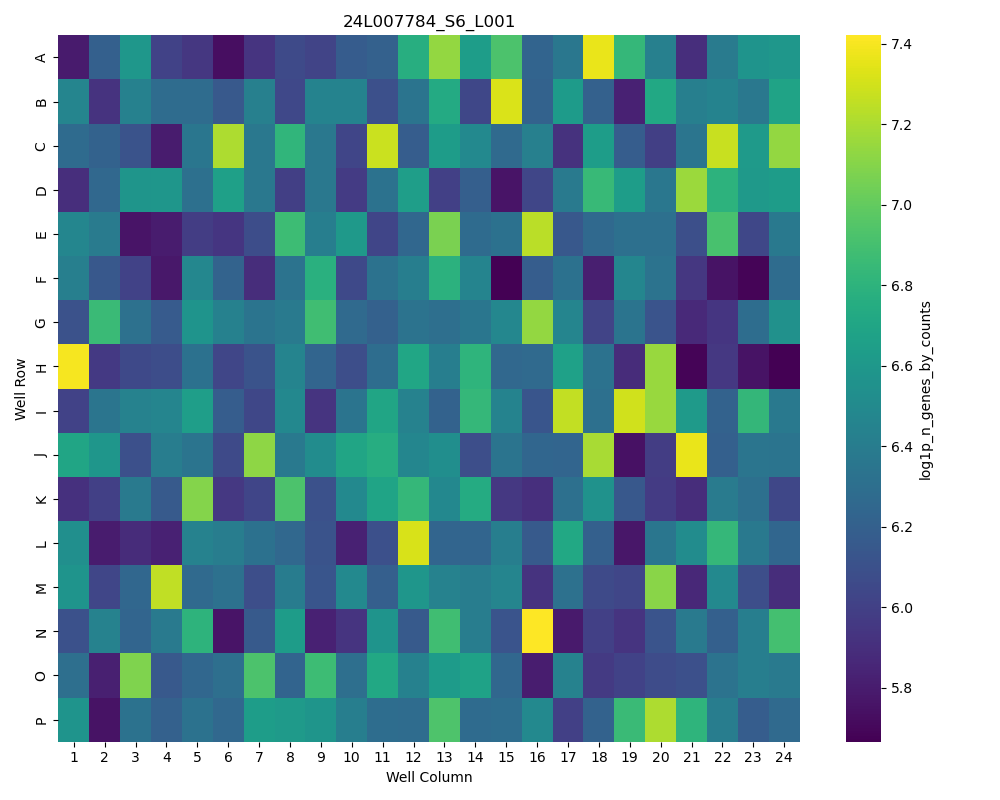 24L007784_S6_L001
A
B
C
D
E
F
G
H
I
J
K
L
M
N
O
P
Well Row
1 2 3 4 5 6 7 8 9 10 11 12 13 14 15 16 17 18 19 20 21 22 23 24
Well Column
7.4
7.2
7.0
6.8
6.6
6.4
6.2
6.0
5.8
log1p_n_genes_by_counts